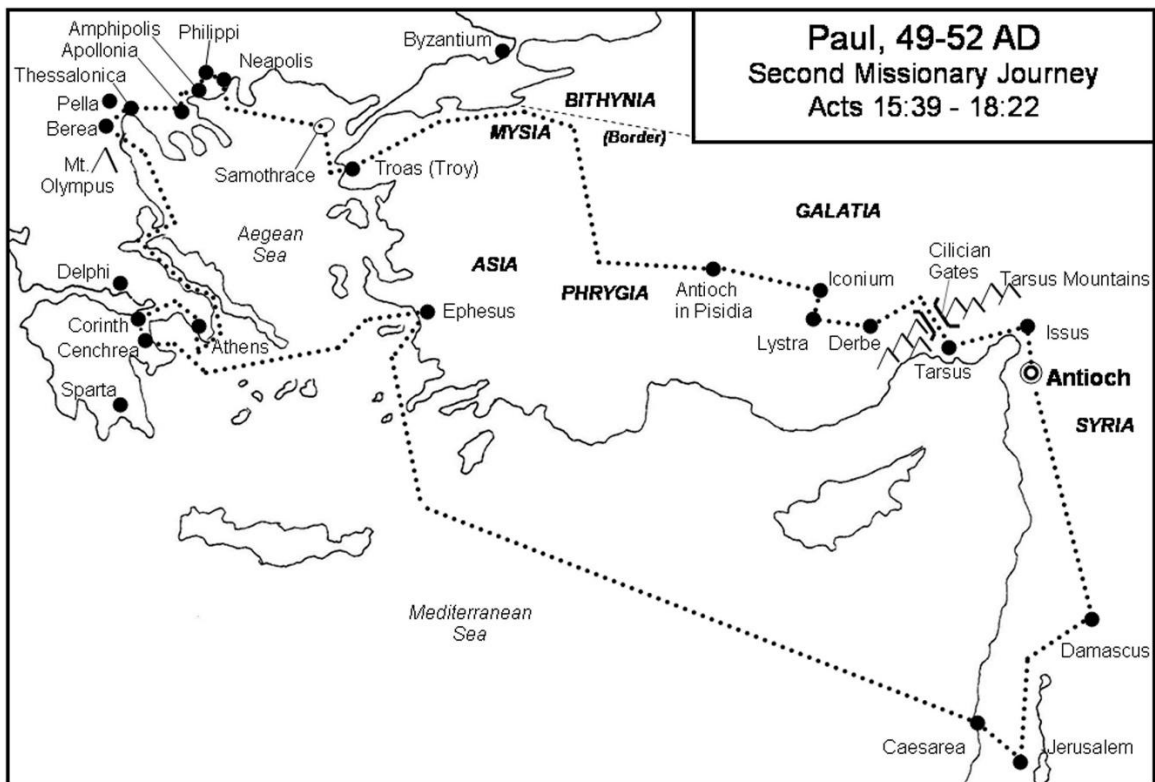 Paul, 49-52 AD
Second Missionary Journey
Acts 15:39 - 18:22
Philippi
Amphipolis
Apollonia
Thessalonica
Neapolis
Byzantium
Pella
Berea
Mt.
Olympus
Samothrace
Troas (Troy)
BITHYNIA
MYSIA
(Border)
GALATIA
Aegean
Sea
ASIA
PHRYGIA
Cilician
Gates
Tarsus Mountains
Delphi
Corinth
Cenchrea
Athens
Sparta
Ephesus
Antioch
in Pisidia
Iconium
Lystra
Derbe
Tarsus
Issus
Antioch
SYRIA
Mediterranean
Sea
Damascus
Caesarea
Jerusalem